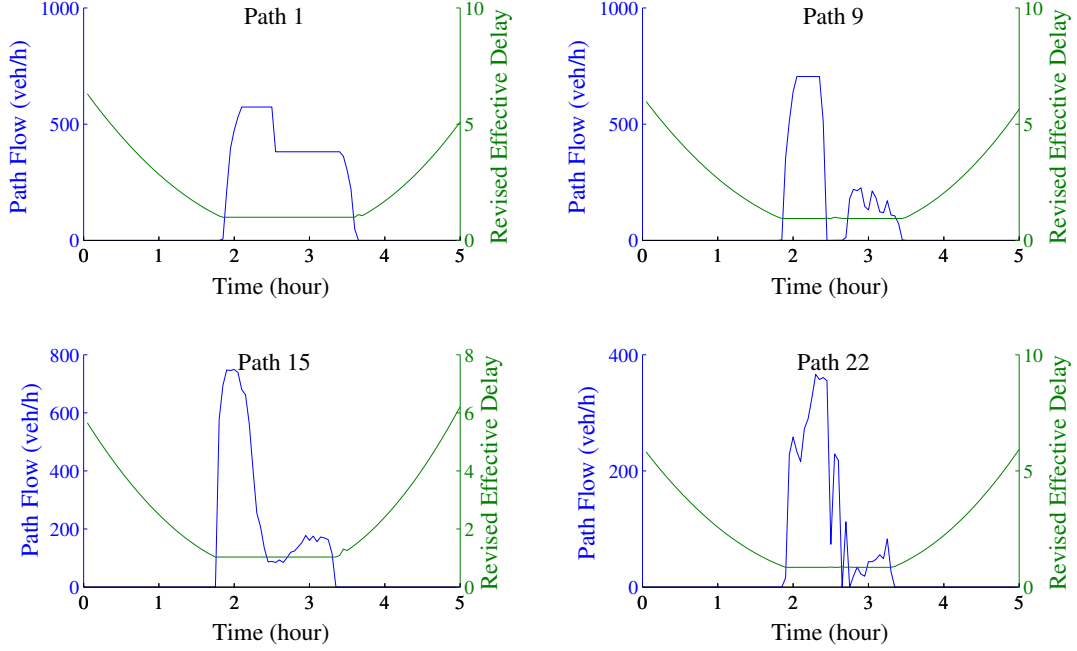 Path 1
1000
500
0
Path Flow (veh/h)
10
5
0
Revised Effective Delay
0 1 2 3 4 5
Time (hour)
Path 9
1000
500
0
Path Flow (veh/h)
10
5
0
Revised Effective Delay
0 1 2 3 4 5
Time (hour)
Path 15
800
600
400
200
0
Path Flow (veh/h)
8
6
4
2
0
Revised Effective Delay
0 1 2 3 4 5
Time (hour)
Path 22
400
200
0
Path Flow (veh/h)
10
5
0
Revised Effective Delay
0 1 2 3 4 5
Time (hour)